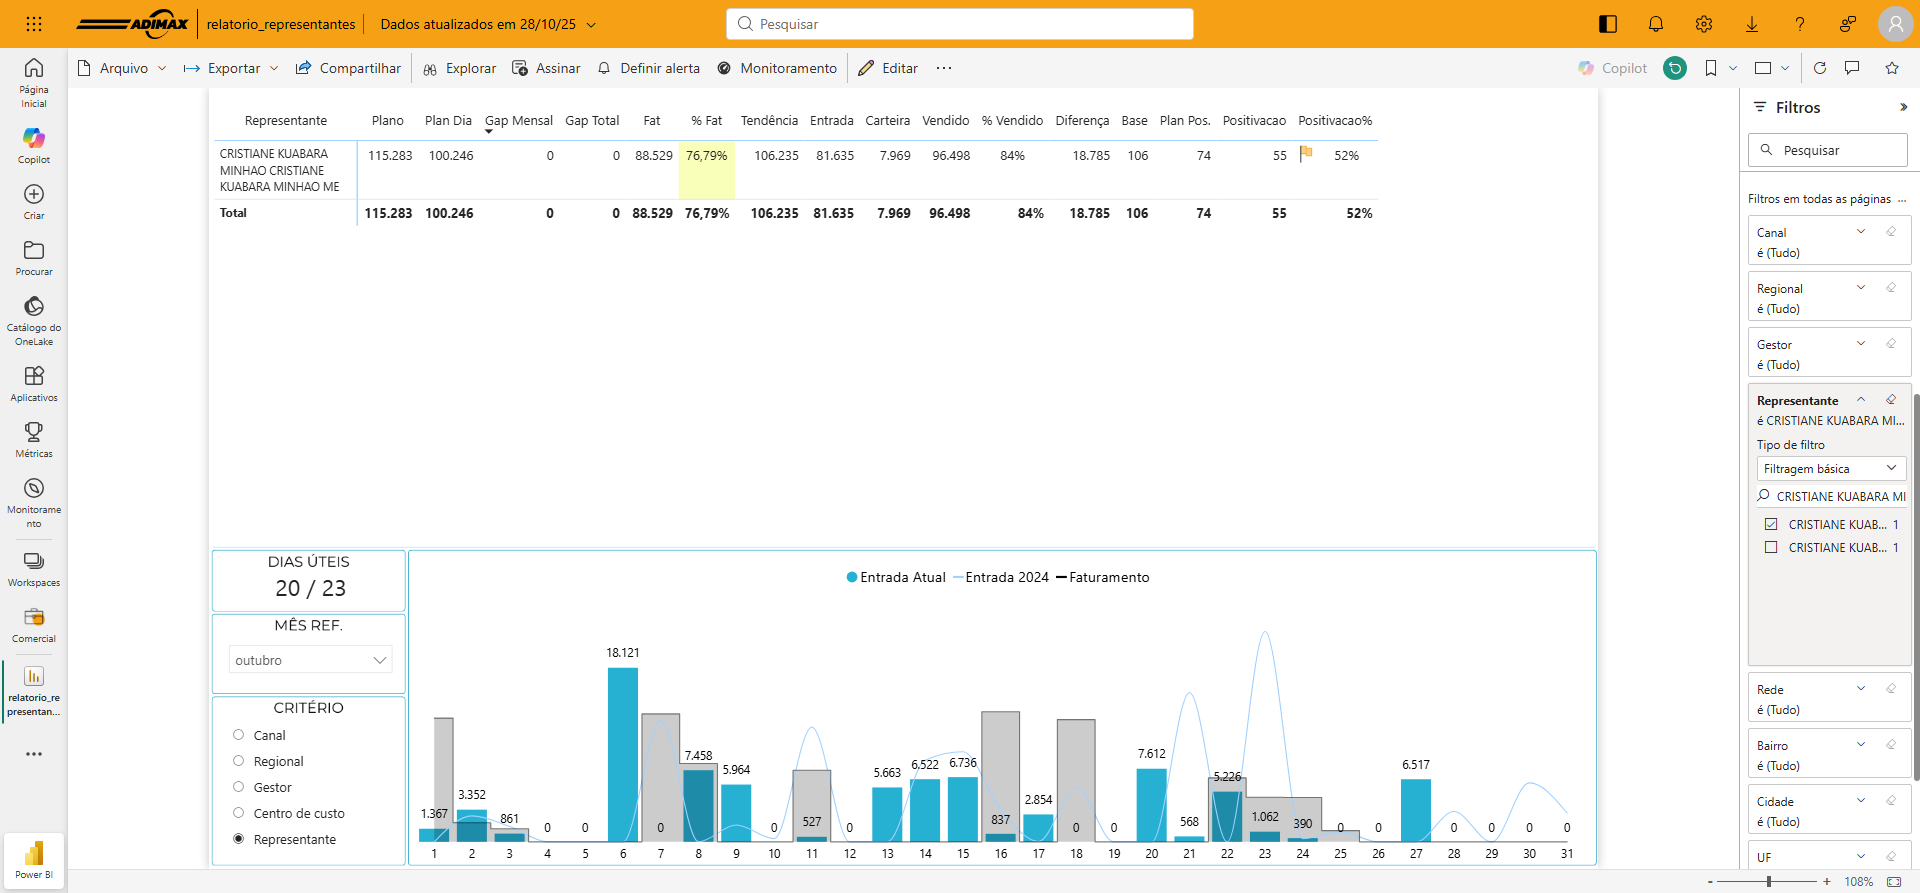 ADIMAX
relatorio_representantes
Dados atualizados em 28/10/25
Pesquisar
Arquivo
Exportar
Compartilhar
Explorar
Assinar
Definir alerta
Monitoramento
Editar
...
Copilot
Página
Inicial
Copilot
Criar
Procurar
Catálogo do
OneLake
Aplicativos
Métricas
Monitorame
nto
Workspaces
Comercial
relatorio_re
presentan...
Power BI
Representante Plano Plan Dia Gap Mensal Gap Total Fat % Fat Tendência Entrada Carteira Vendido % Vendido Diferença Base Plan Pos. Positivacao Positivacao%
CRISTIANE KUABARA 115.283 100.246 0 0 88.529 76,79% 106.235 81.635 7.969 96.498 84% 18.785 106 74 55 52%
MINHAO CRISTIANE
KUABARA MINHAO ME
Total 115.283 100.246 0 0 88.529 76,79% 106.235 81.635 7.969 96.498 84% 18.785 106 74 55 52%
DIAS ÚTEIS
20 / 23
MÊS REF.
outubro
CRITÉRIO
Canal
Regional
Gestor
Centro de custo
Representante
Entrada Atual Entrada 2024 Faturamento
1.367 3.352 861 0 0 18.121 0 7.458 5.964 0 527 0 5.663 6.522 6.736 837 2.854 0 0 7.612 568 5.226 1.062 390 0 0 6.517 0 0 0 0
1 2 3 4 5 6 7 8 9 10 11 12 13 14 15 16 17 18 19 20 21 22 23 24 25 26 27 28 29 30 31
Filtros
Pesquisar
Filtros em todas as páginas ...
Canal
é (Tudo)
Regional
é (Tudo)
Gestor
é (Tudo)
Representante
é CRISTIANE KUABARA MI...
Tipo de filtro
Filtragem básica
CRISTIANE KUABARA MI
CRISTIANE KUAB... 1
CRISTIANE KUAB... 1
Rede
é (Tudo)
Bairro
é (Tudo)
Cidade
é (Tudo)
UF
- + 108%